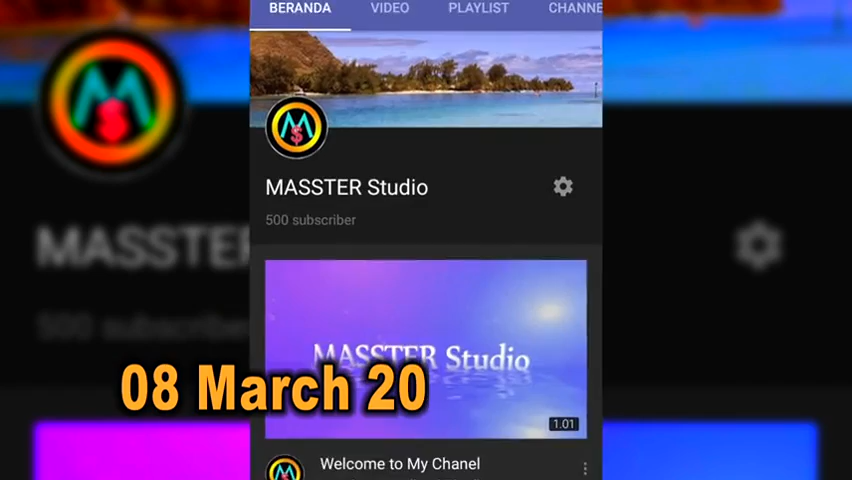 BERANDA VIDEO PLAYLIST CHANNE
MASSTER Studio
500 subscriber
MASSTER Studio
08 March 20
1.01
Welcome to My Chanel